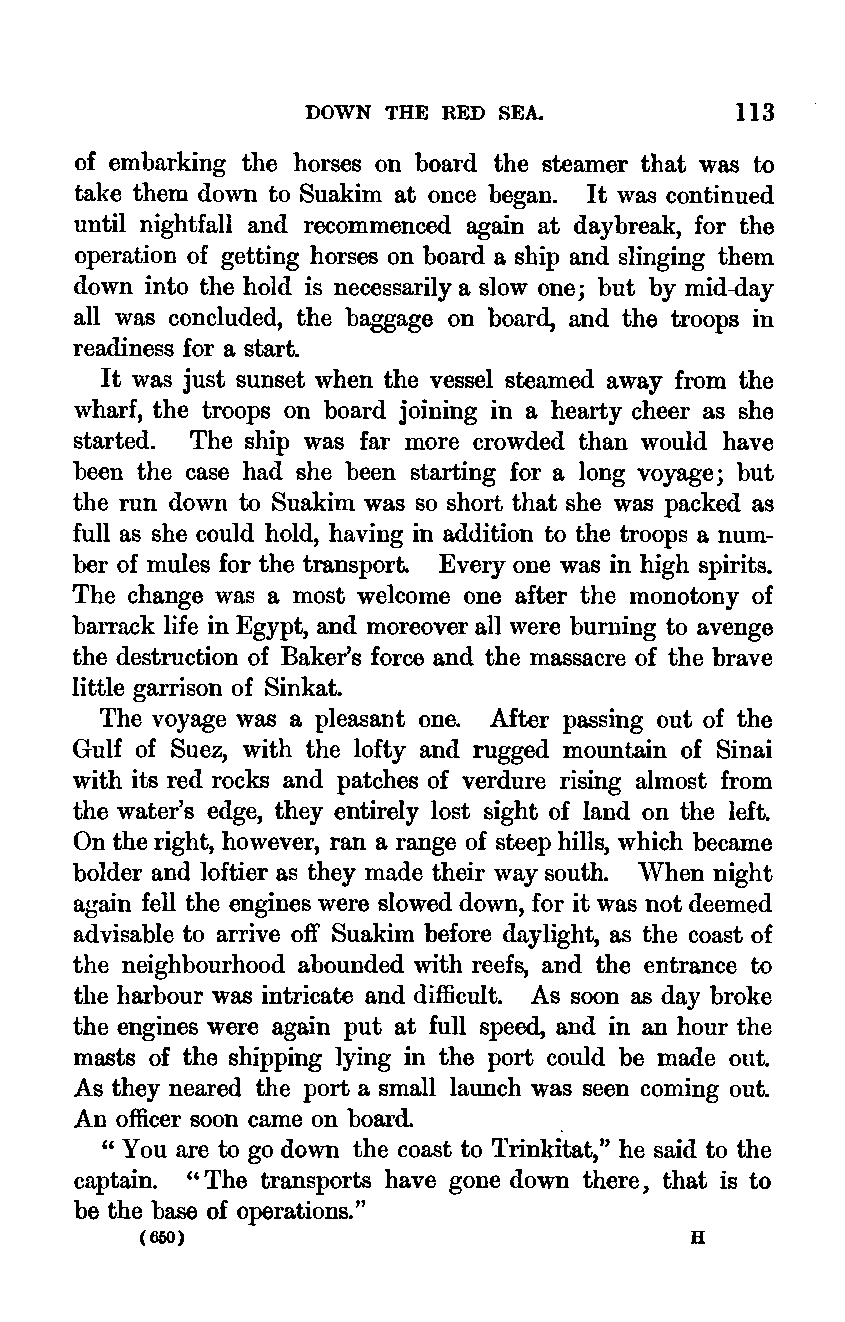 DOWN THE RED SEA. 113
of embarking the horses on board the steamer that was to
take them down to Suakim at once began. It was continued
until nightfall and recommenced again at daybreak, for the
operation of getting horses on board a ship and slinging them
down into the hold is necessarily a slow one; but by mid-day
all was concluded, the baggage on board, and the troops in
readiness for a start.
It was just sunset when the vessel steamed away from the
wharf, the troops on board joining in a hearty cheer as she
started. The ship was far more crowded than would have
been the case had she been starting for a long voyage; but
the run down to Suakim was so short that she was packed as
full as she could hold, having in addition to the troops a num-
ber of mules for the transport. Every one was in high spirits.
The change was a most welcome one after the monotony of
barrack life in Egypt, and moreover all were burning to avenge
the destruction of Baker's force and the massacre of the brave
little garrison of Sinkat.
The voyage was a pleasant one. After passing out of the
Gulf of Suez, with the lofty and rugged mountain of Sinai
with its red rocks and patches of verdure rising almost from
the water's edge, they entirely lost sight of land on the left.
On the right, however, ran a range of steep hills, which became
bolder and loftier as they made their way south. When night
again fell the engines were slowed down, for it was not deemed
advisable to arrive off Suakim before daylight, as the coast of
the neighbourhood abounded with reefs, and the entrance to
the harbour was intricate and difficult. As soon as day broke
the engines were again put at full speed, and in an hour the
masts of the shipping lying in the port could be made out.
As they neared the port a small launch was seen coming out.
An officer soon came on board.
"You are to go down the coast to Trinkitat," he said to the
captain. "The transports have gone down there, that is to
be the base of operations."
(650) H